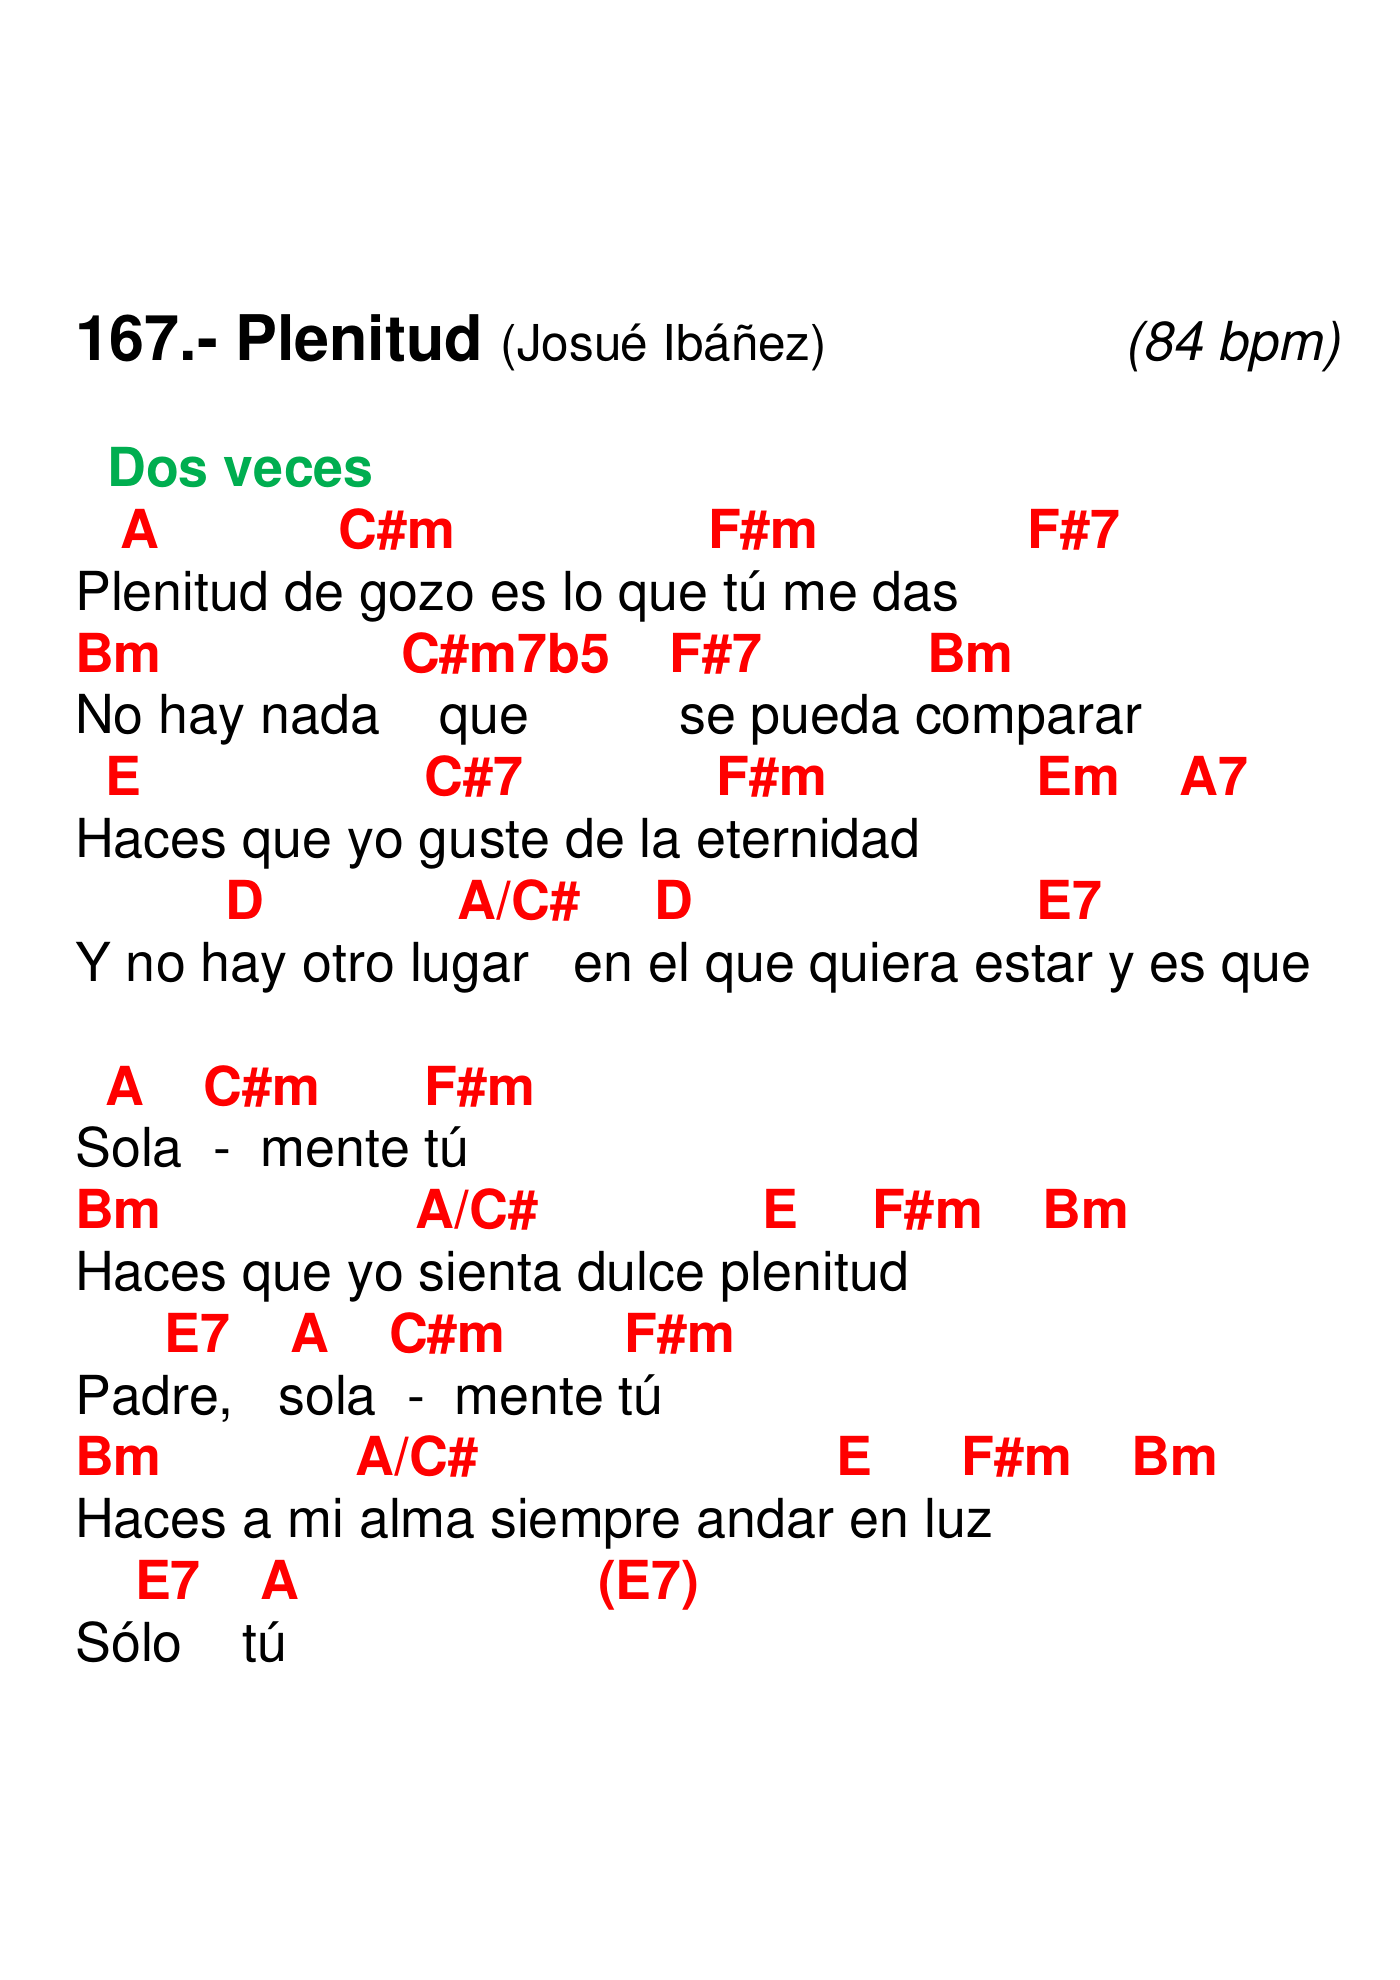 167.- Plenitud (Josué Ibáñez) (84 bpm)
Dos veces
A C#m F#m F#7
Plenitud de gozo es lo que tú me das
Bm C#m7b5 F#7 Bm
No hay nada que se pueda comparar
E C#7 F#m Em A7
Haces que yo guste de la eternidad
D A/C# D E7
Y no hay otro lugar en el que quiera estar y es que
A C#m F#m
Sola - mente tú
Bm A/C# E F#m Bm
Haces que yo sienta dulce plenitud
E7 A C#m F#m
Padre, sola - mente tú
Bm A/C# E F#m Bm
Haces a mi alma siempre andar en luz
E7 A (E7)
Sólo tú